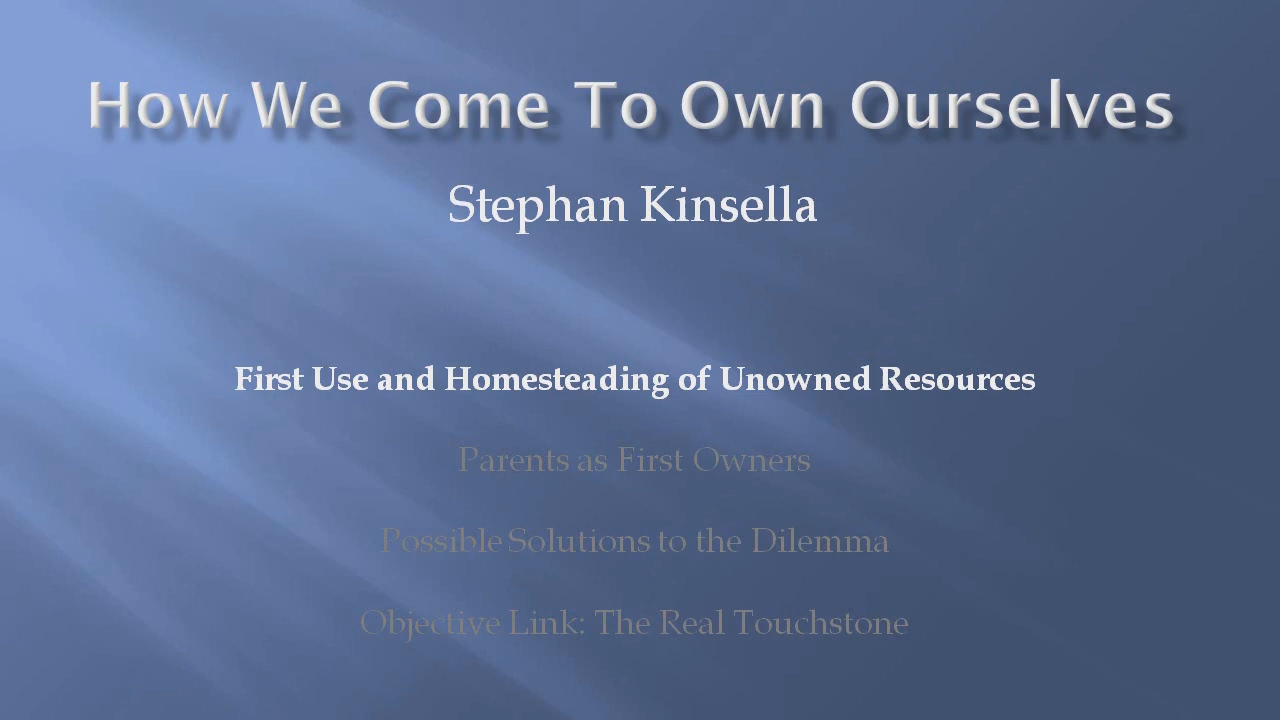 How We Come To Own Ourselves
Stephan Kinsella
First Use and Homesteading of Unowned Resources
Parents as First Owners
Possible Solutions to the Dilemma
Objective Link: The Real Touchstone